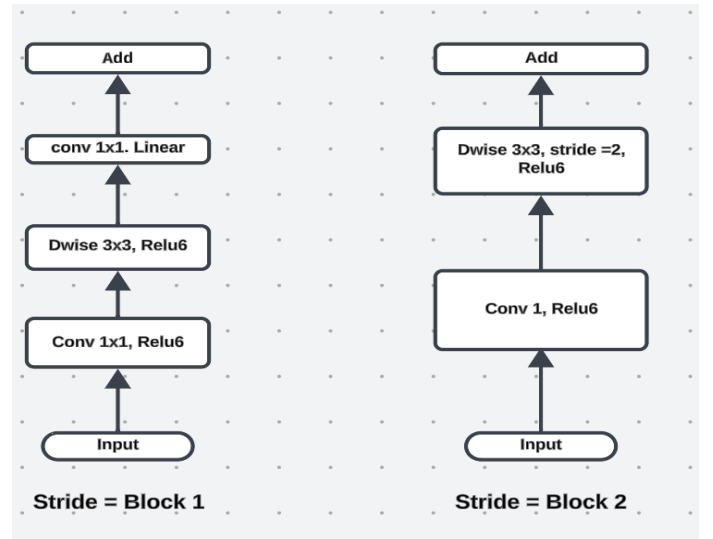 Add
conv 1x1. Linear
Dwise 3x3, Relu6
Conv 1x1, Relu6
Input
Stride = Block 1
Add
Dwise 3x3, stride =2,
Relu6
Conv 1, Relu6
Input
Stride = Block 2